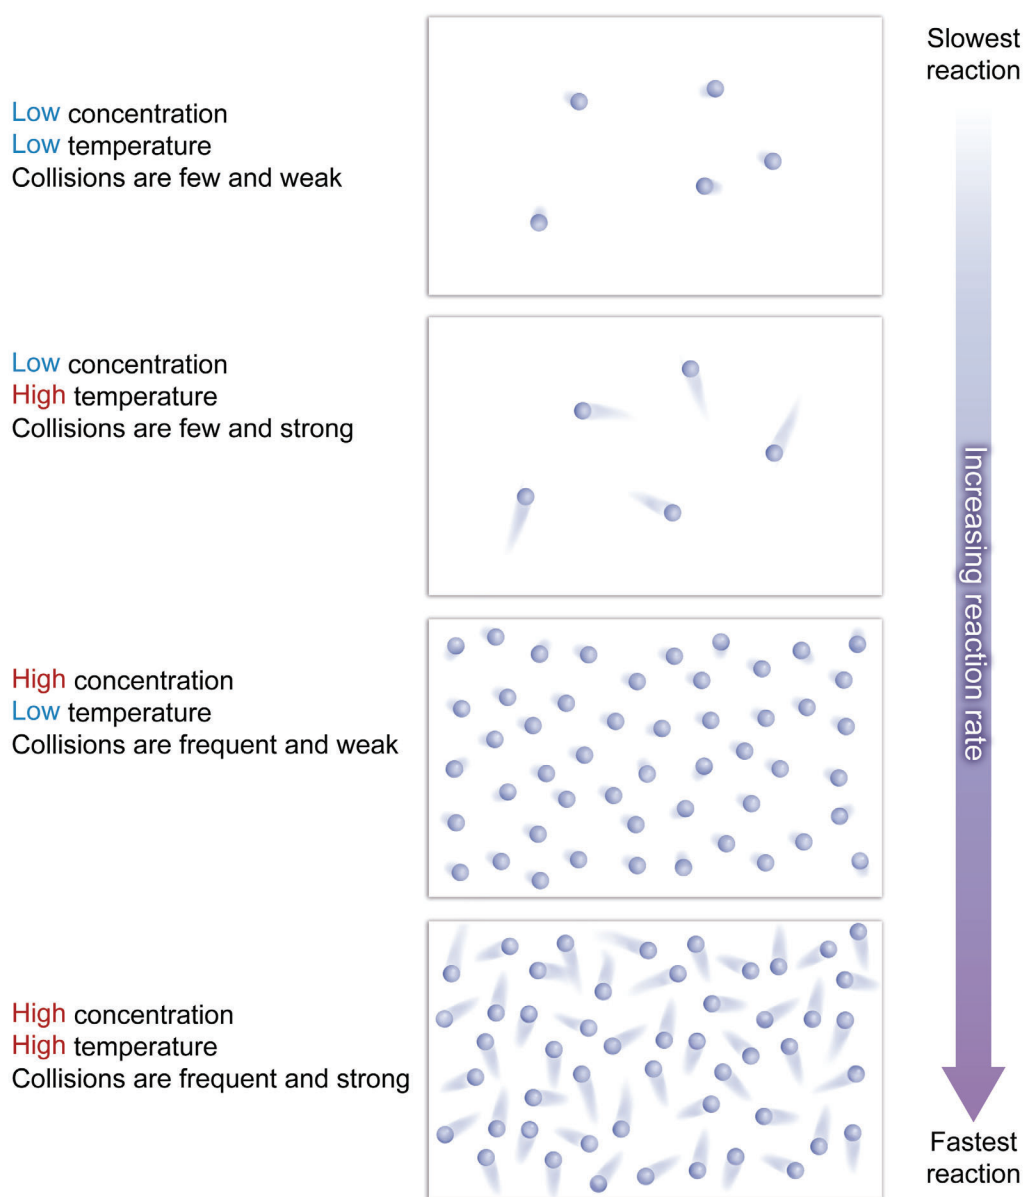 Slowest
reaction
Low concentration
Low temperature
Collisions are few and weak
Low concentration
High temperature
Collisions are few and strong
Increasing reaction rate
High concentration
Low temperature
Collisions are frequent and weak
High concentration
High temperature
Collisions are frequent and strong
Fastest
reaction